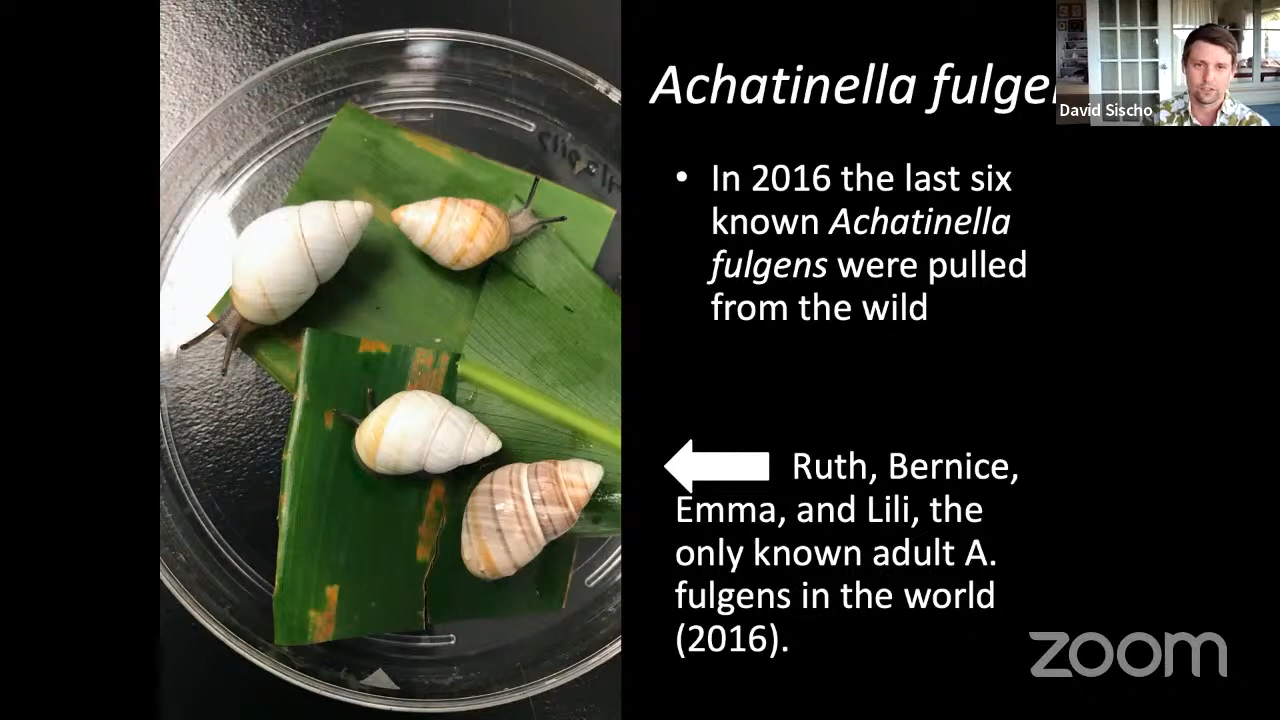 Achatinella fulge
David Sischo
• In 2016 the last six
known Achatinella
fulgens were pulled
from the wild
Ruth, Bernice,
Emma, and Lili, the
only known adult A.
fulgens in the world
(2016).
zoom